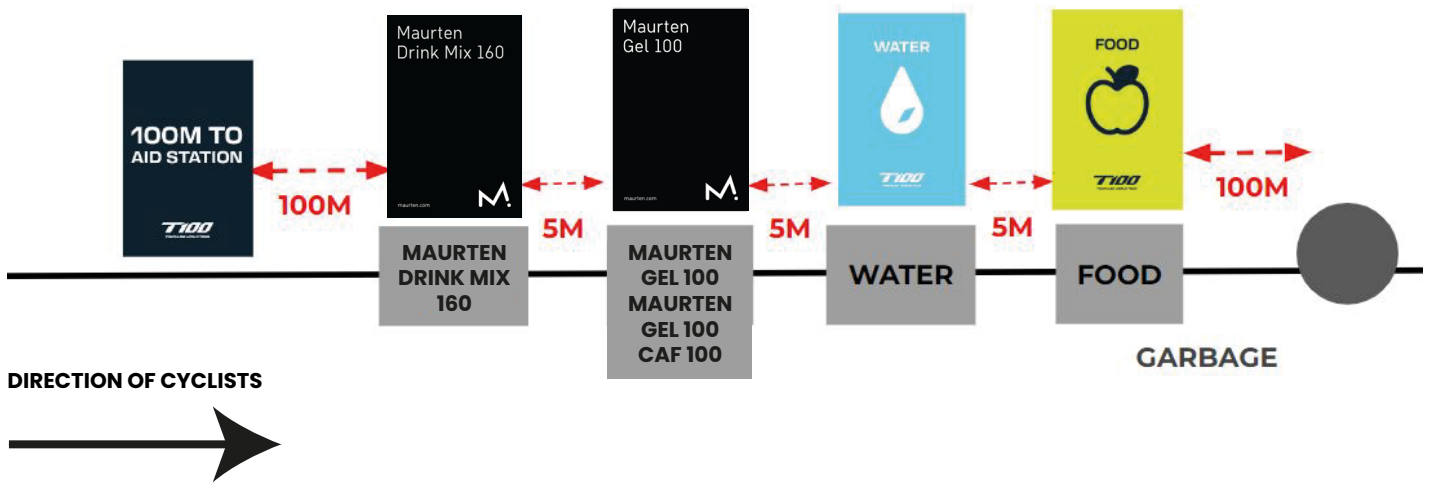 100M TO
AID STATION
T100
100M
Maurten
Drink Mix 160
maurten.com
5M
Maurten
Gel 100
maurten.com
5M
WATER
T100
5M
FOOD
T100
100M
MAURTEN
DRINK MIX
160
MAURTEN
GEL 100
MAURTEN
GEL 100
CAF 100
WATER
FOOD
GARBAGE
DIRECTION OF CYCLISTS